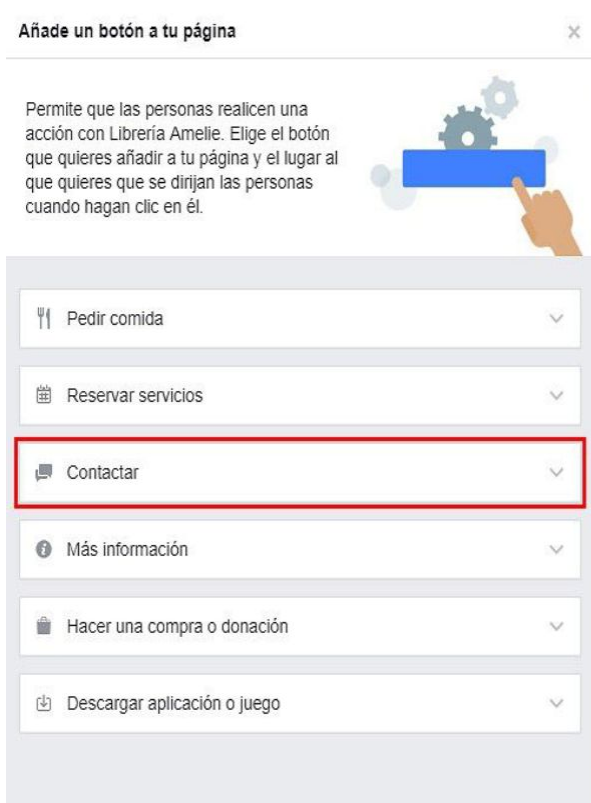 Añade un botón a tu página
Permite que las personas realicen una
acción con Librería Amelie. Elige el botón
que quieres añadir a tu página y el lugar al
que quieres que se dirijan las personas
cuando hagan clic en él.
Pedir comida
Reservar servicios
Contactar
Más información
Hacer una compra o donación
Descargar aplicación o juego